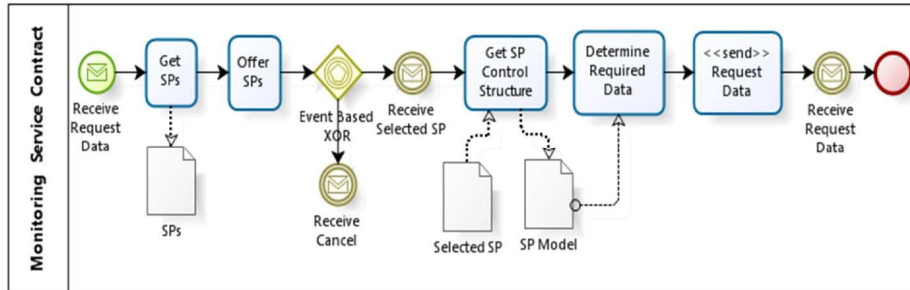 Monitoring Service Contract
Receive
Request
Data
Get
SPs
SPs
Offer
SPs
Event Based
XOR
Receive
Cancel
Receive
Selected SP
Get SP
Control
Structure
Selected SP
SP Model
Determine
Required
Data
<<send>>
Request
Data
Receive
Request
Data